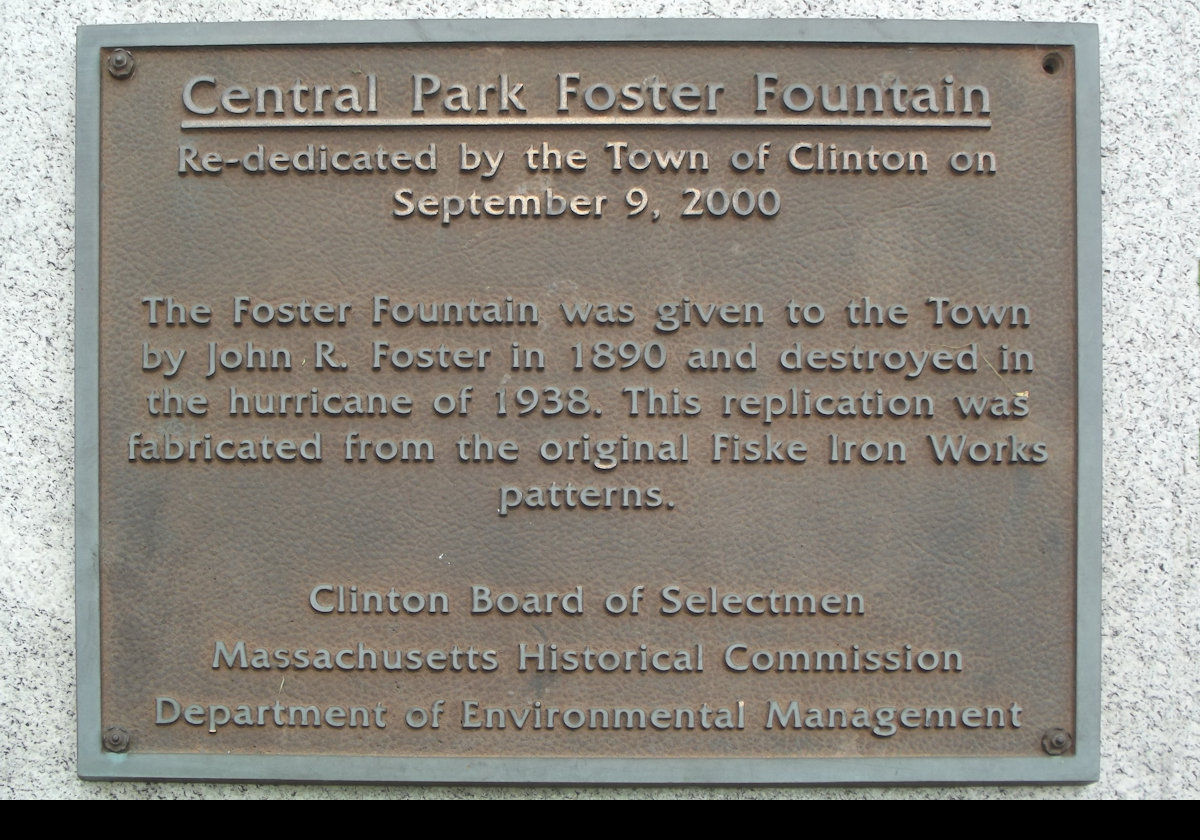 Central Park Foster Fountain
Re-dedicated by the Town of Clinton on
September 9, 2000
The Foster Fountain was given to the Town
by John R. Foster in 1890 and destroyed in
the hurricane of 1938. This replication was
fabricated from the original Fiske Iron Works
patterns.
Clinton Board of Selectmen
Massachusetts Historical Commission
Department of Environmental Management